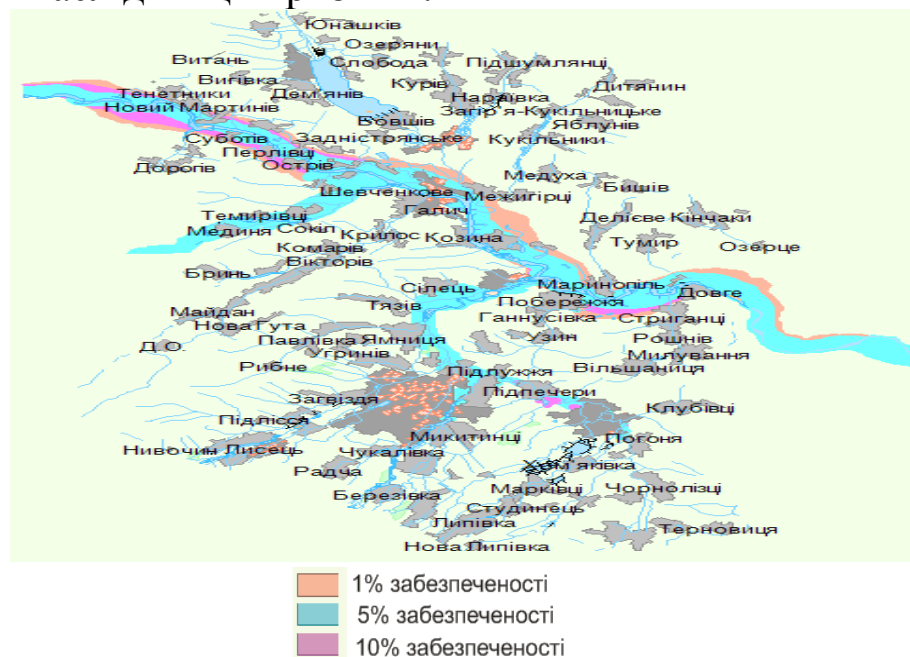 Юнашків
Озеряни
Витань
Слобода
Підшумлянці
Вигівка
Курів
Дитянин
Тенетники
Дем'янів
Нараївка
Новий Мартинів
Загір'я-Кукільницьке
Бовшів
Яблунів
Суботів
Задністрянське
Кукільники
Перлівці
Дорогів
Острів
Медуха
Шевченкове
Межигірці
Бишів
Темирівці
Галич
Делієве
Кінчаки
Мединя
Сокіл
Крилос
Козина
Тумир
Озерце
Комарів
Вікторів
Бринь
Сілець
Маринопіль
Довге
Тязів
Побережжя
Майдан
Ганнусівка
Стриганці
Нова Гута
Павлівка
Ямниця
Узин
Рошнів
Д.О.
Угринів
Милування
Рибне
Підлужжя
Вільшаниця
Загвіздя
Підпечери
Клубівці
Підлісся
Микитинці
Погоня
Нивочин
Лисець
Чукалівка
Радча
Марківці
Чорнолізці
Березівка
Студинець
Липівка
Терновиця
Нова Липівка
1% забезпеченості
5% забезпеченості
10% забезпеченості